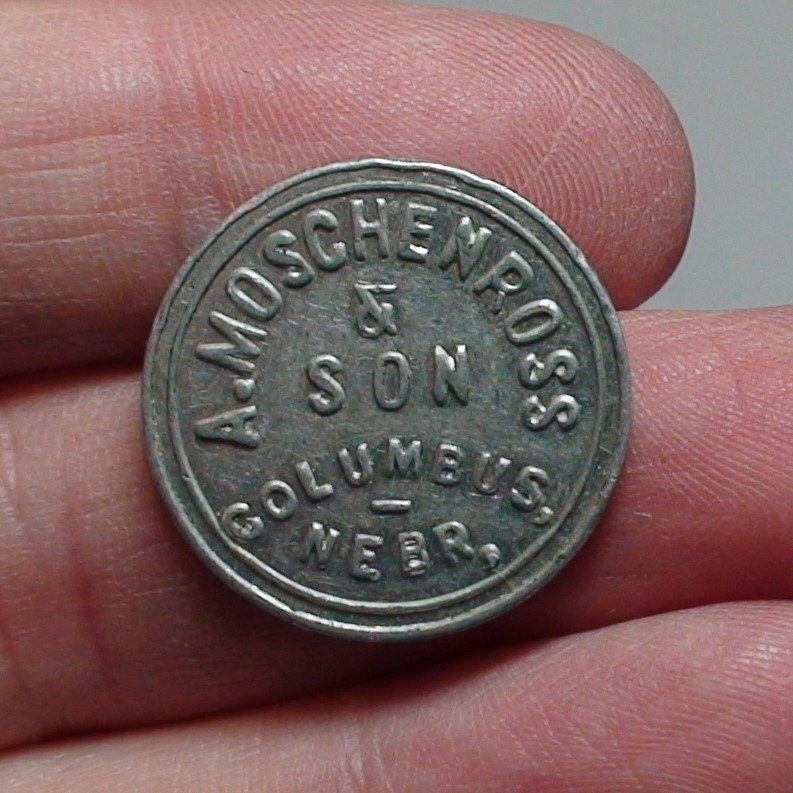 A. MOSCHENROSS
&
SON
COLUMBUS,
–
NEBR.